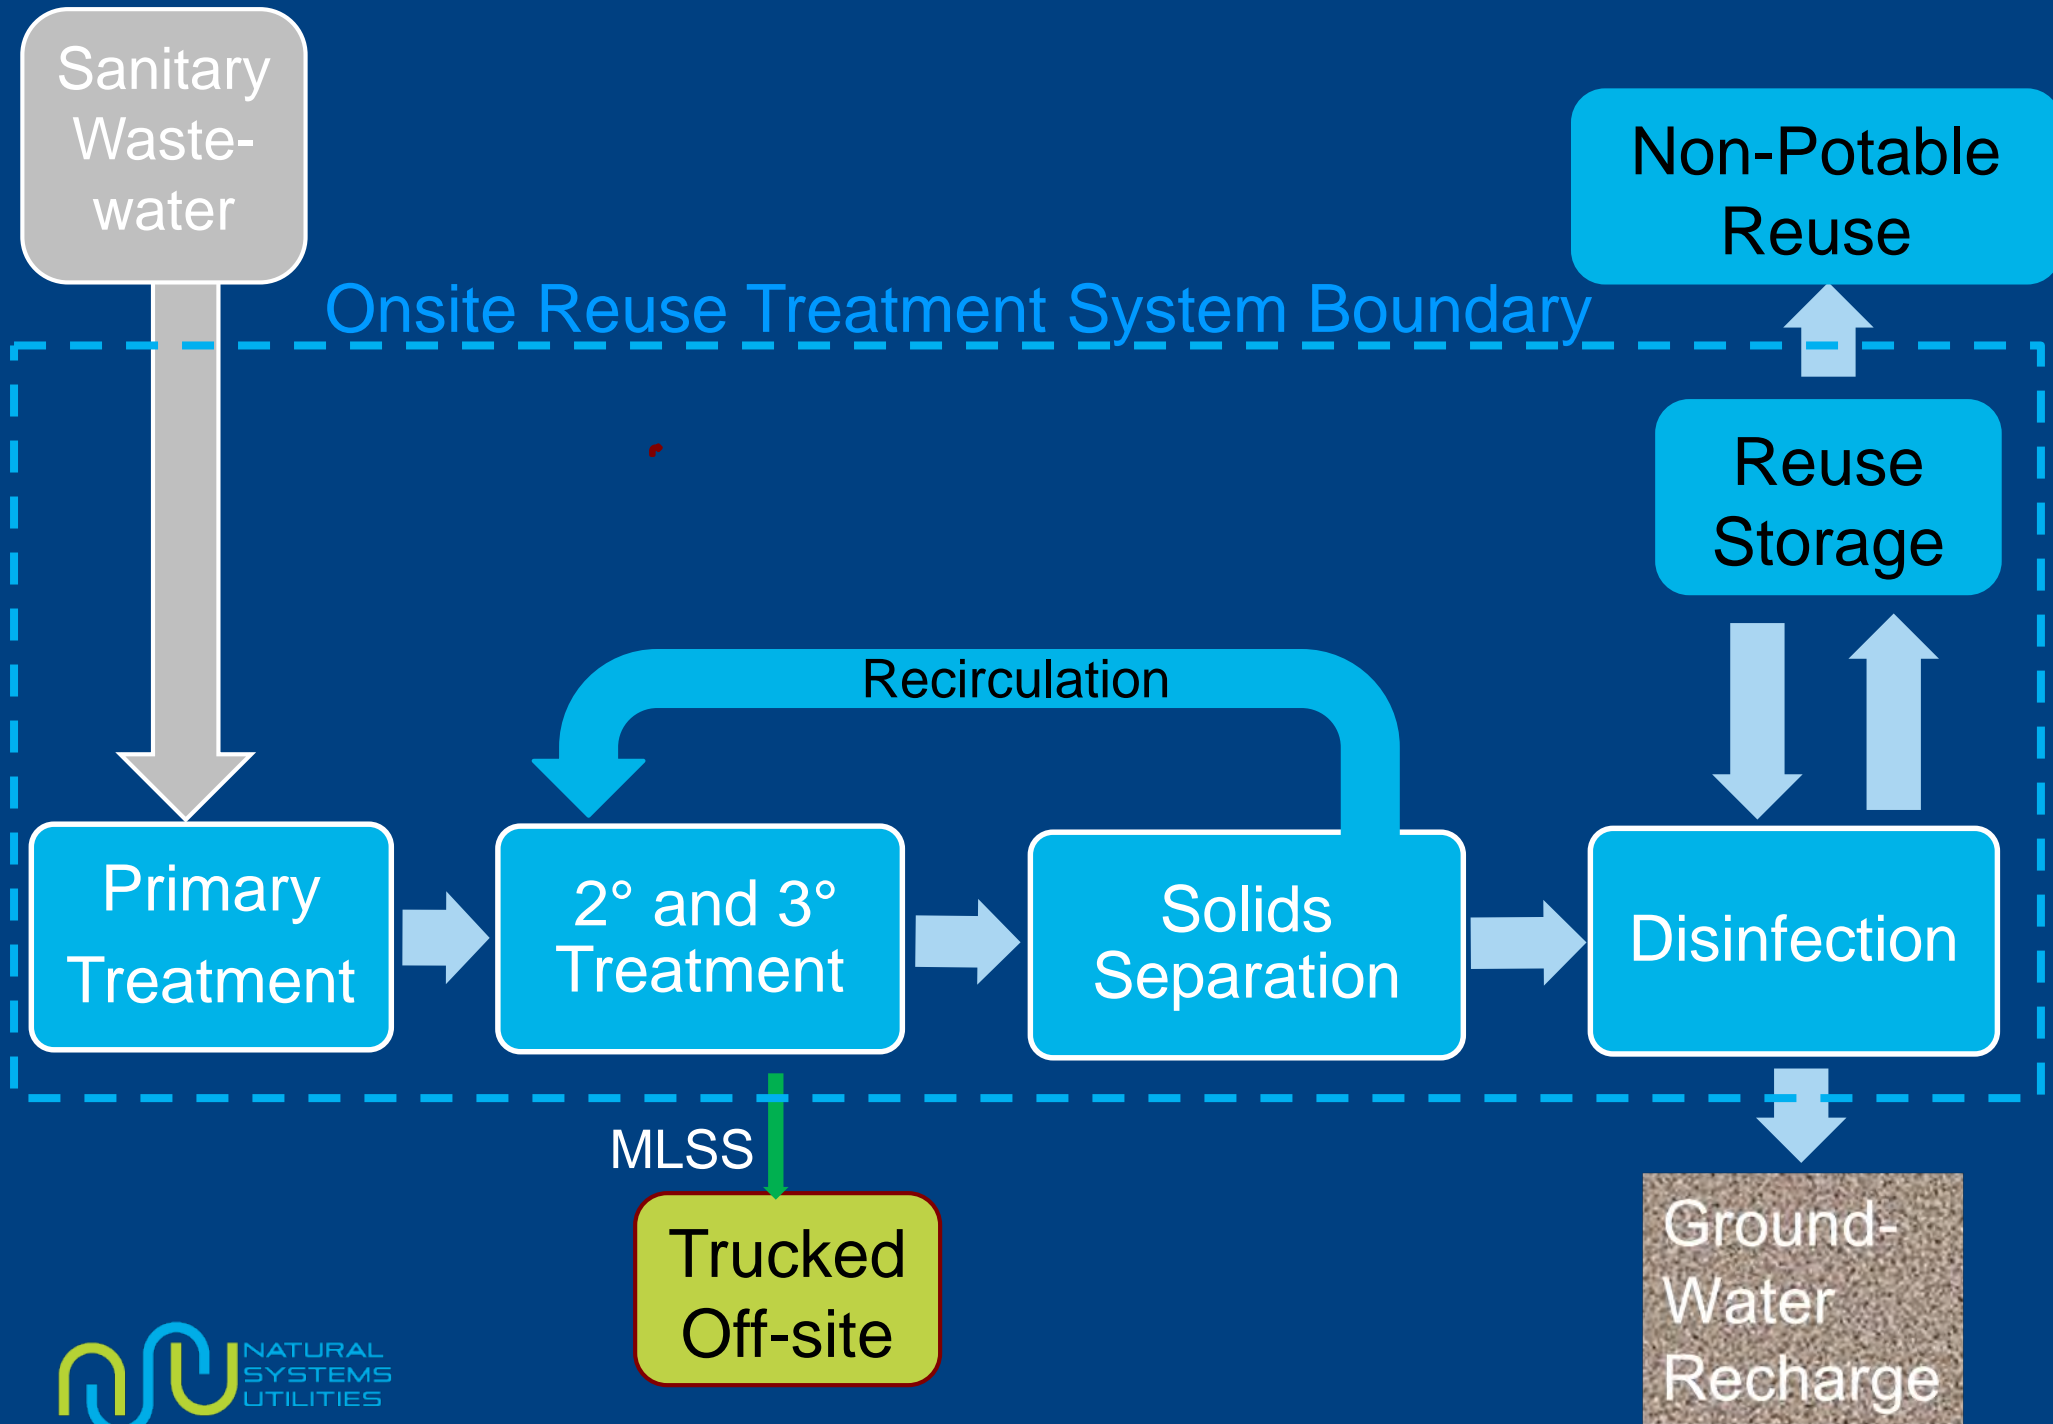 Sanitary
Waste-
water
Non-Potable
Reuse
Onsite Reuse Treatment System Boundary
Reuse
Storage
Recirculation
Primary
Treatment
2° and 3°
Treatment
Solids
Separation
Disinfection
MLSS
Trucked
Off-site
Ground-
Water
Recharge
NATURAL
SYSTEMS
UTILITIES